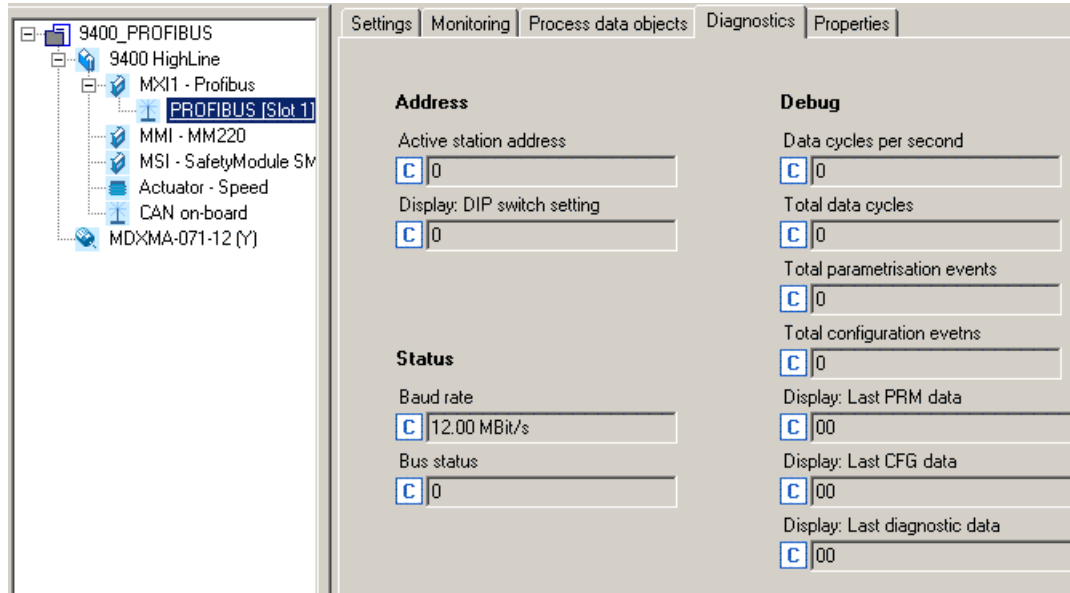 9400_PROFIBUS
9400 HighLine
MXI1 - Profibus
PROFIBUS [Slot 1]
MMI - MM220
MSI - SafetyModule SM
Actuator - Speed
CAN on-board
MDXMA-071-12 (Y)
Settings Monitoring Process data objects Diagnostics Properties
Address
Active station address
C 0
Display: DIP switch setting
C 0
Status
Baud rate
C 12.00 MBit/s
Bus status
C 0
Debug
Data cycles per second
C 0
Total data cycles
C 0
Total parametrisation events
C 0
Total configuration evetns
C 0
Display: Last PRM data
C 00
Display: Last CFG data
C 00
Display: Last diagnostic data
C 00